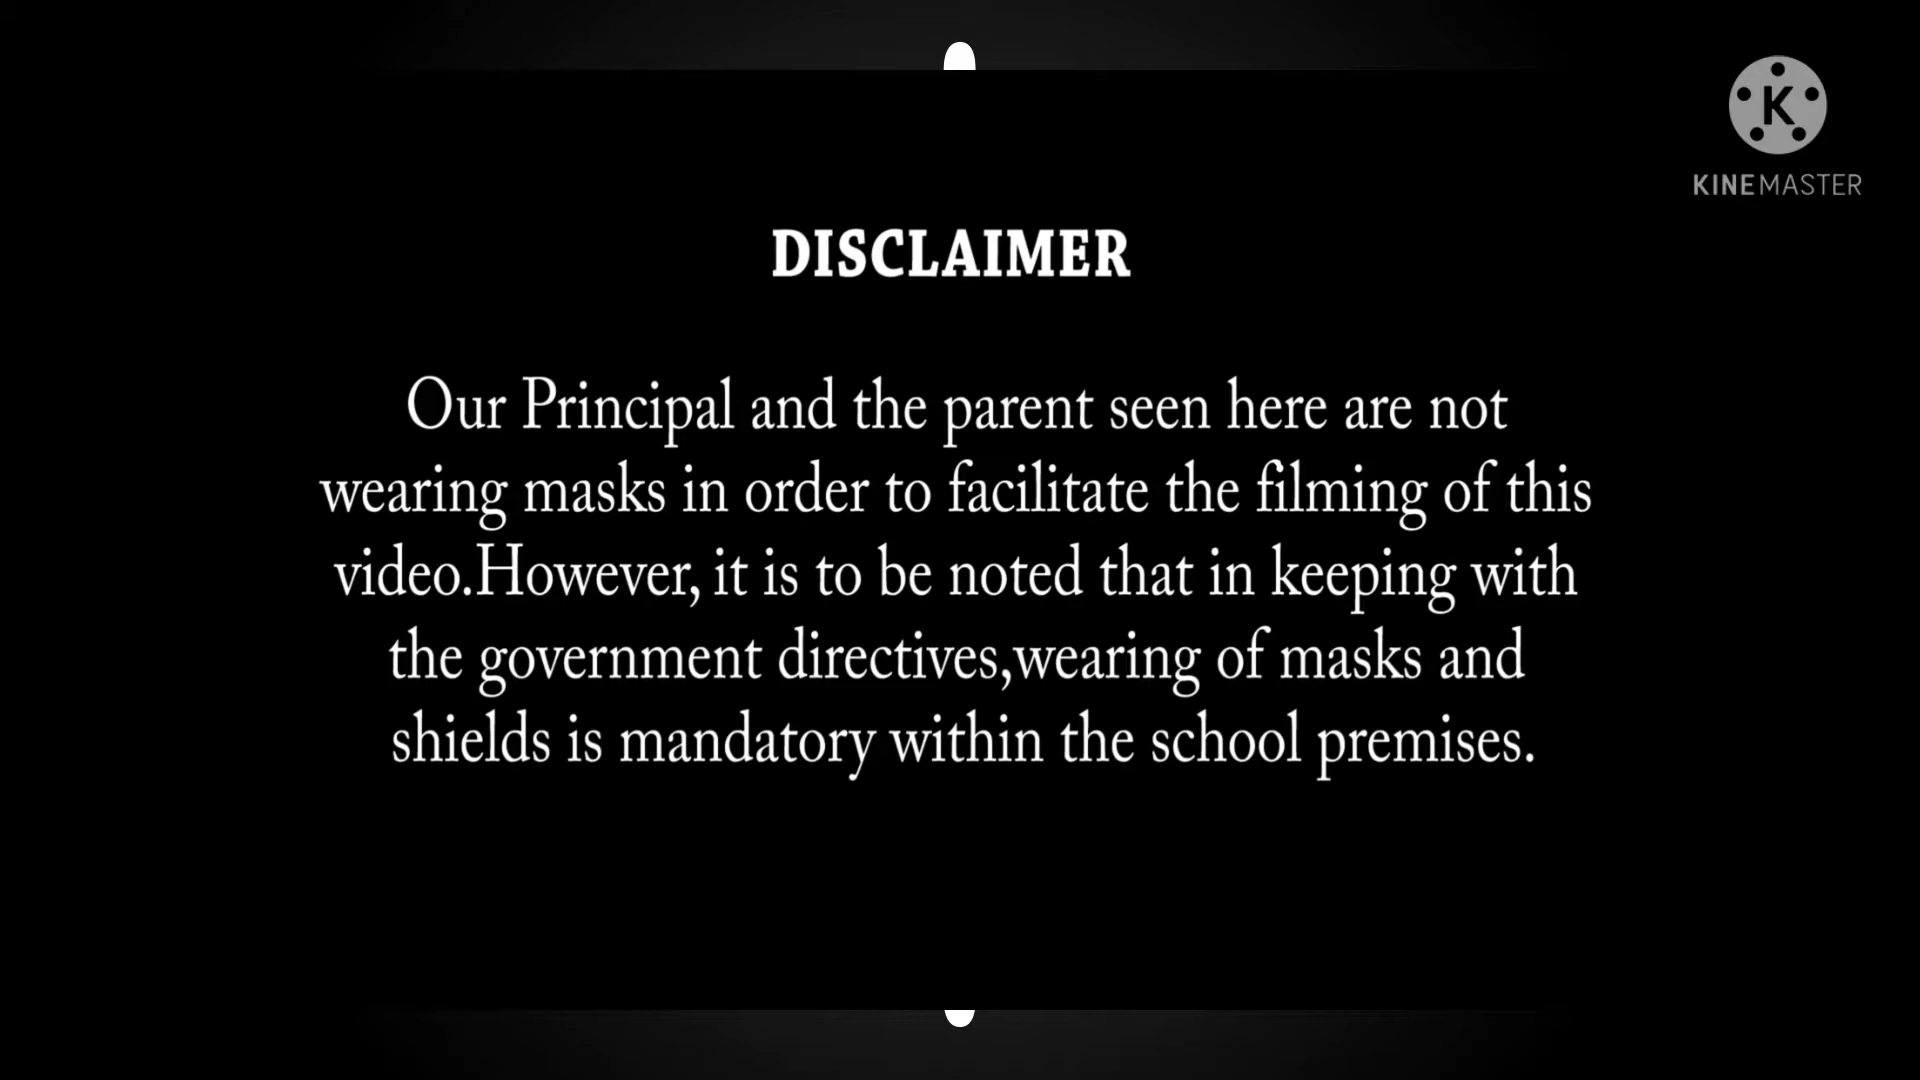 K
KINEMASTER
DISCLAIMER
Our Principal and the parent seen here are not
wearing masks in order to facilitate the filming of this
video.However, it is to be noted that in keeping with
the government directives,wearing of masks and
shields is mandatory within the school premises.